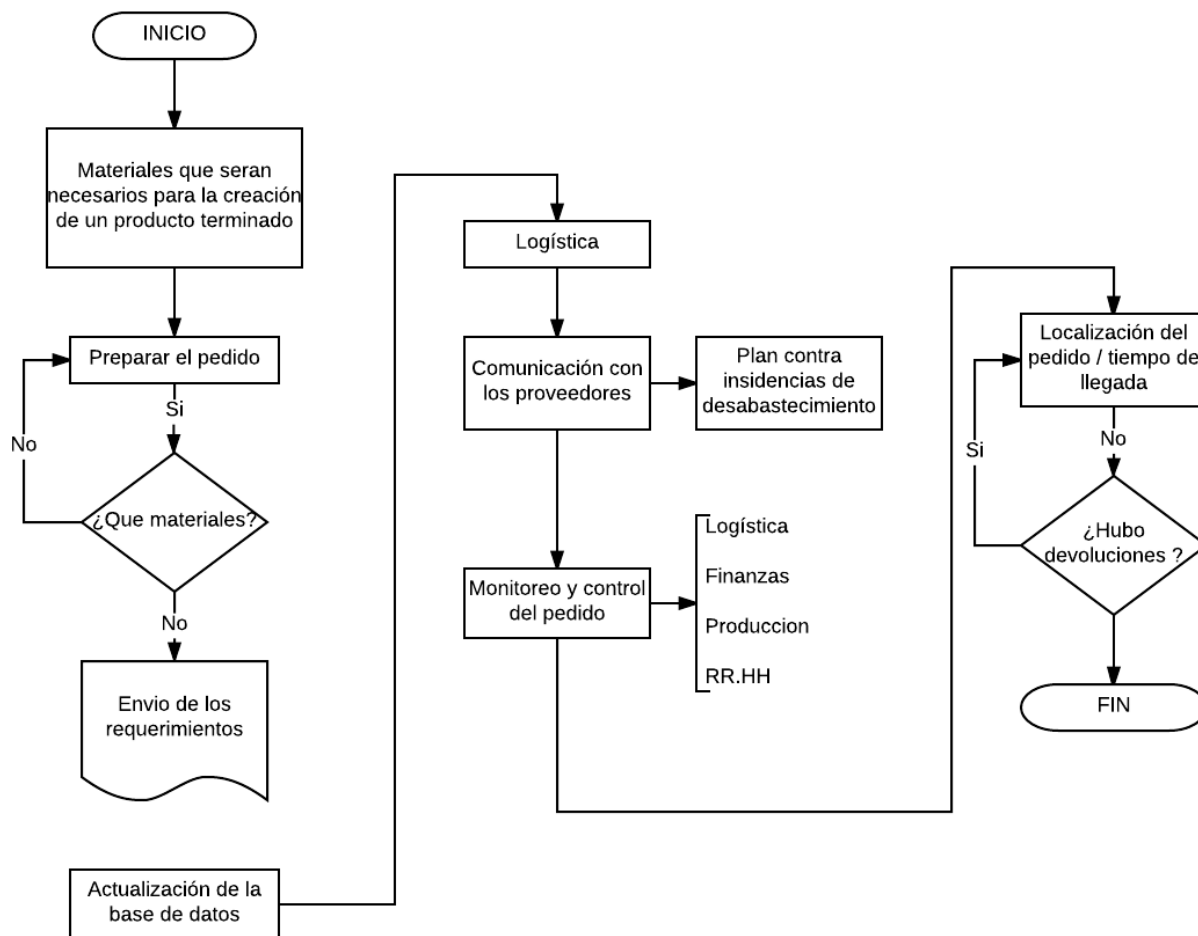 INICIO
Materiales que seran
necesarios para la creación
de un producto terminado
Preparar el pedido
Si
No
¿Que materiales?
No
Envio de los
requerimientos
Actualización de la
base de datos
Logística
Comunicación con
los proveedores
Plan contra
insidencias de
desabastecimiento
Monitoreo y control
del pedido
Logística
Finanzas
Produccion
RR.HH
Localización del
pedido / tiempo de
llegada
No
Si
¿Hubo
devoluciones ?
FIN